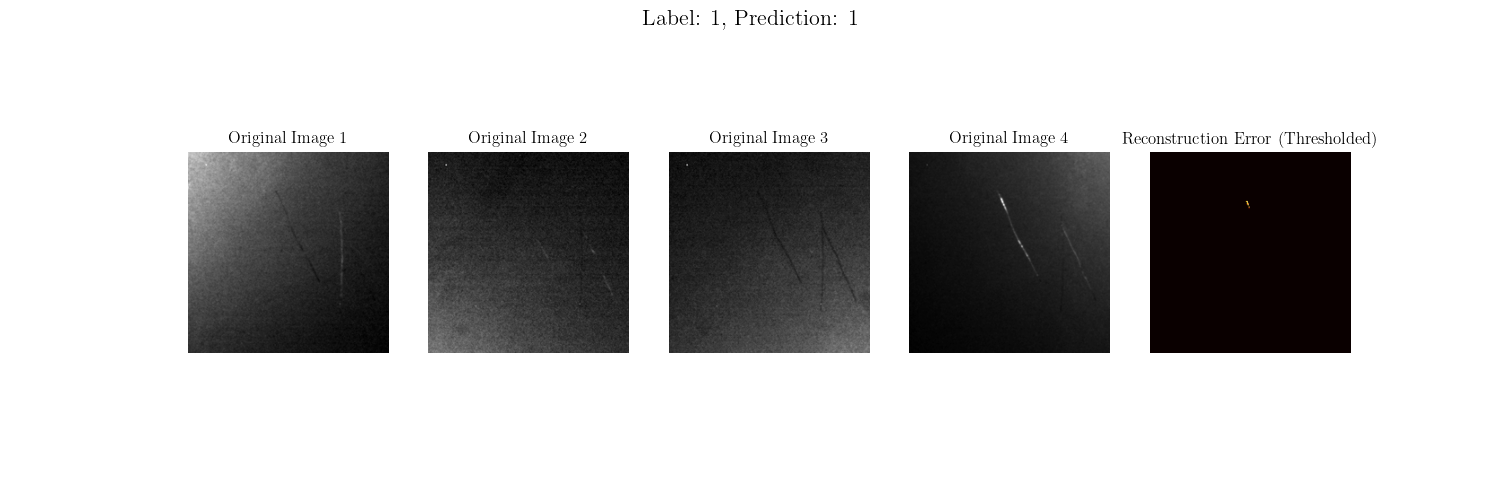 Label: 1, Prediction: 1
Original Image 1
Original Image 2
Original Image 3
Original Image 4
Reconstruction Error (Thresholded)